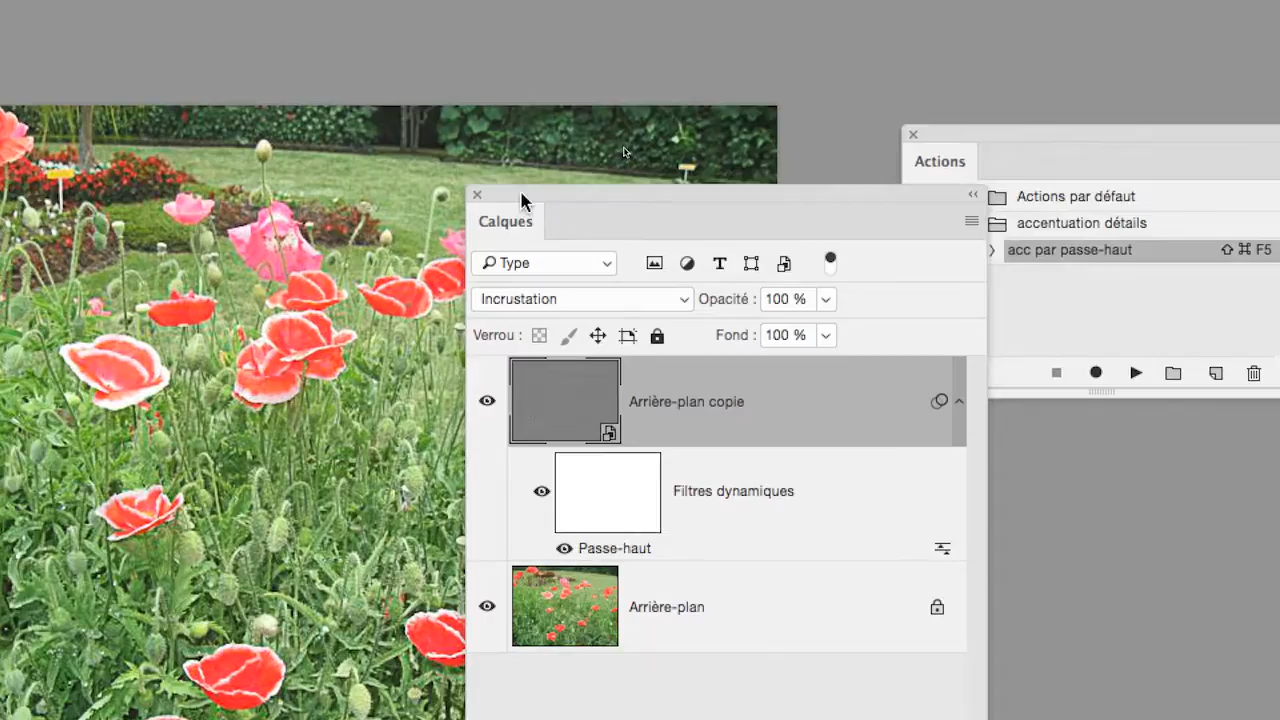 Actions
Actions par défaut
accentuation détails
acc par passe-haut ⇧ ⌘ F5
Calques
Type
Incrustation Opacité : 100 %
Verrou : Fond : 100 %
Arrière-plan copie
Filtres dynamiques
Passe-haut
Arrière-plan